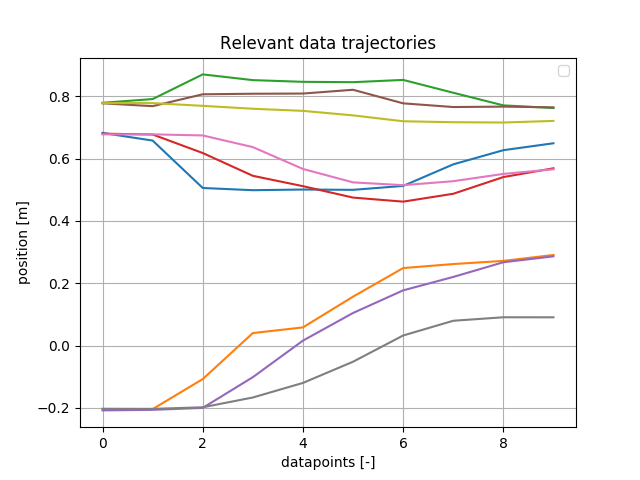 Relevant data trajectories
0.8
0.6
0.4
0.2
0.0
−0.2
position [m]
0 2 4 6 8
datapoints [-]